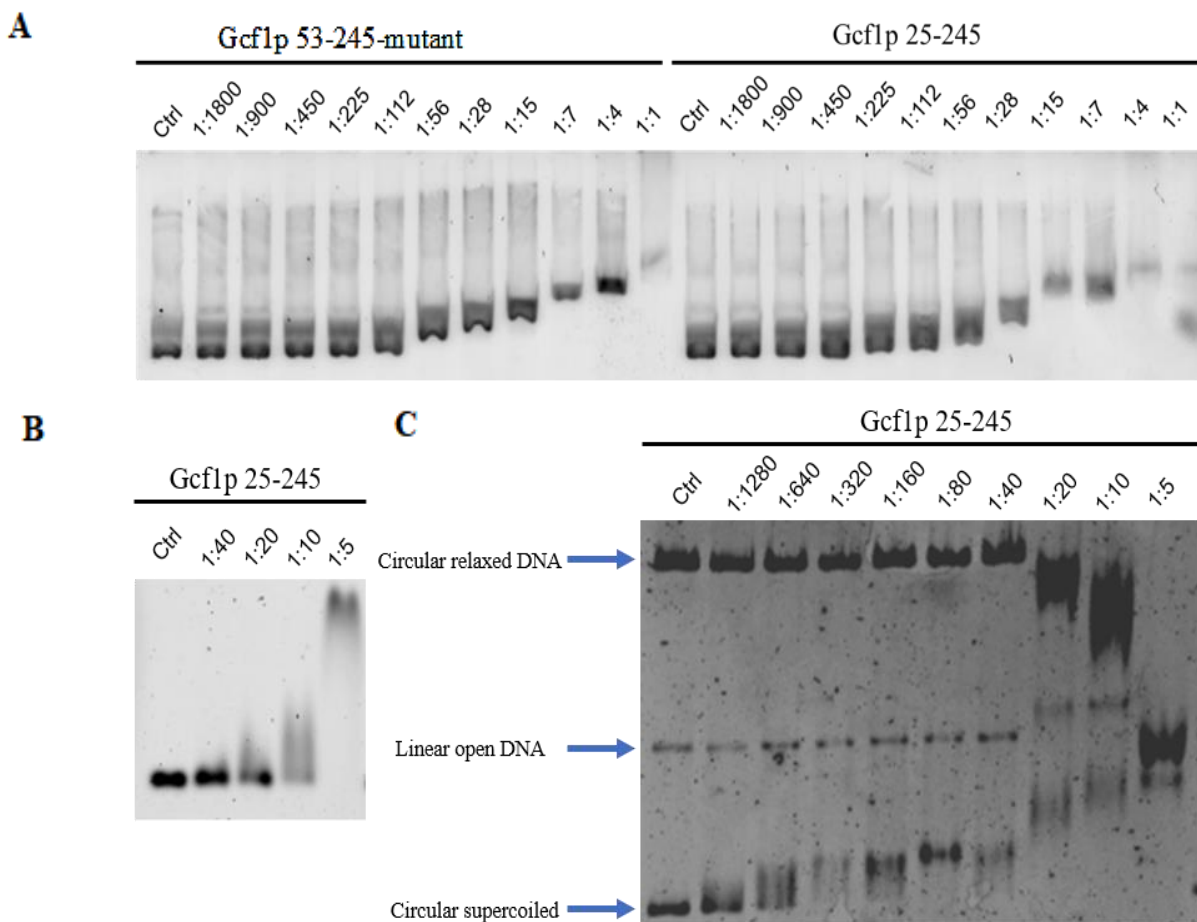 A
Gcf1p 53-245-mutant
Gcf1p 25-245
Ctrl 1:1800 1:900 1:450 1:225 1:112 1:56 1:28 1:15 1:7 1:4 1:1
Ctrl 1:1800 1:900 1:450 1:225 1:112 1:56 1:28 1:15 1:7 1:4 1:1
B
Gcf1p 25-245
Ctrl 1:40 1:20 1:10 1:5
C
Gcf1p 25-245
Ctrl 1:1280 1:640 1:320 1:160 1:80 1:40 1:20 1:10 1:5
Circular relaxed DNA
Linear open DNA
Circular supercoiled